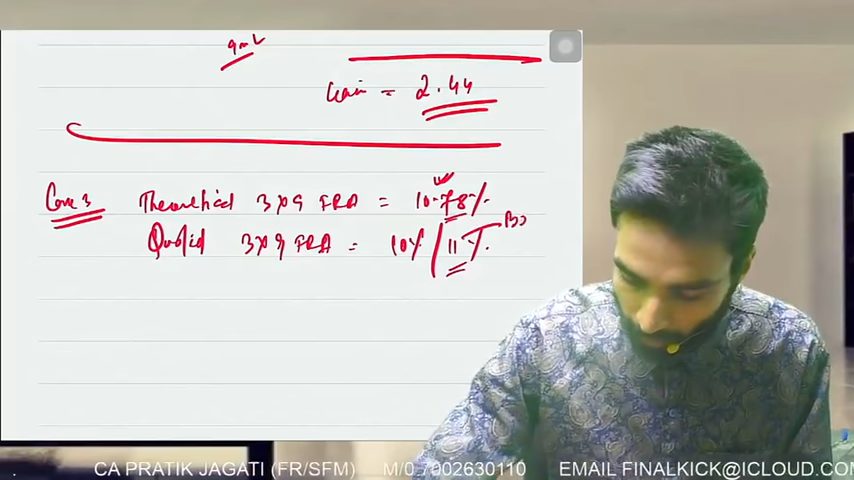 9m L
Gain = 2.44
Case 3 Theoretical 3x9 FRA = 10.78%.
Quoted 3x9 FRA = 10% / 11%.
CA PRATIK JAGATI (FR/SFM) M/0 7002630110 EMAIL FINALKICK@ICLOUD.COM